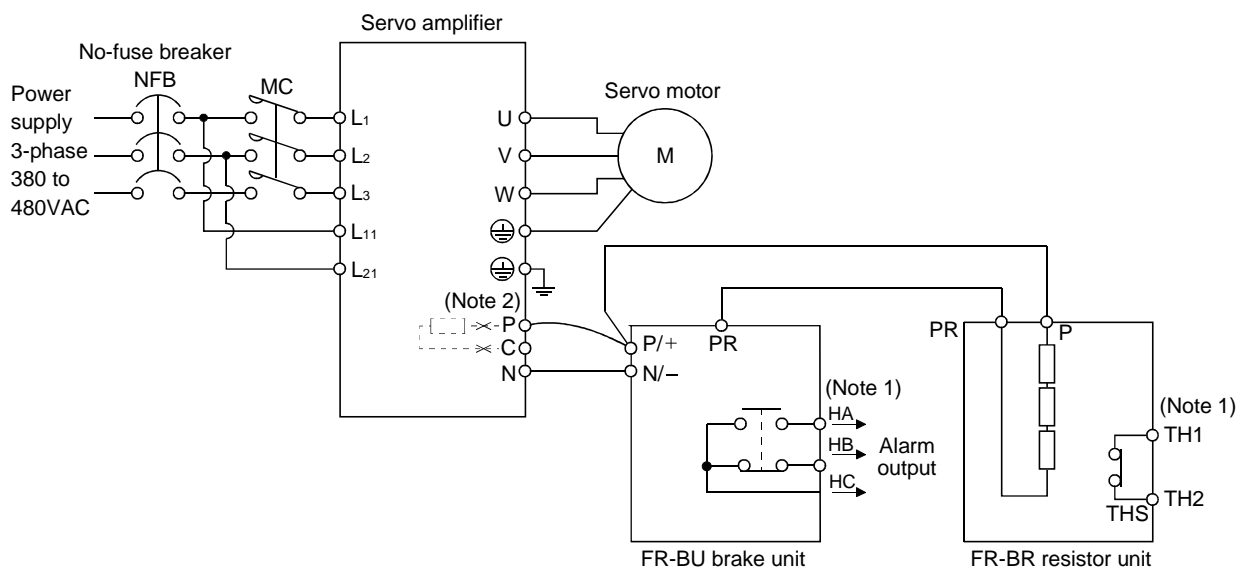 Servo amplifier
No-fuse breaker
NFB
MC
Power
supply
3-phase
380 to
480VAC
L1
L2
L3
L11
L21
U
V
W
Servo motor
M
(Note 2)
P
C
N
P/+
N/−
PR
(Note 1)
HA
HB
HC
Alarm
output
FR-BU brake unit
PR
P
(Note 1)
TH1
TH2
THS
FR-BR resistor unit